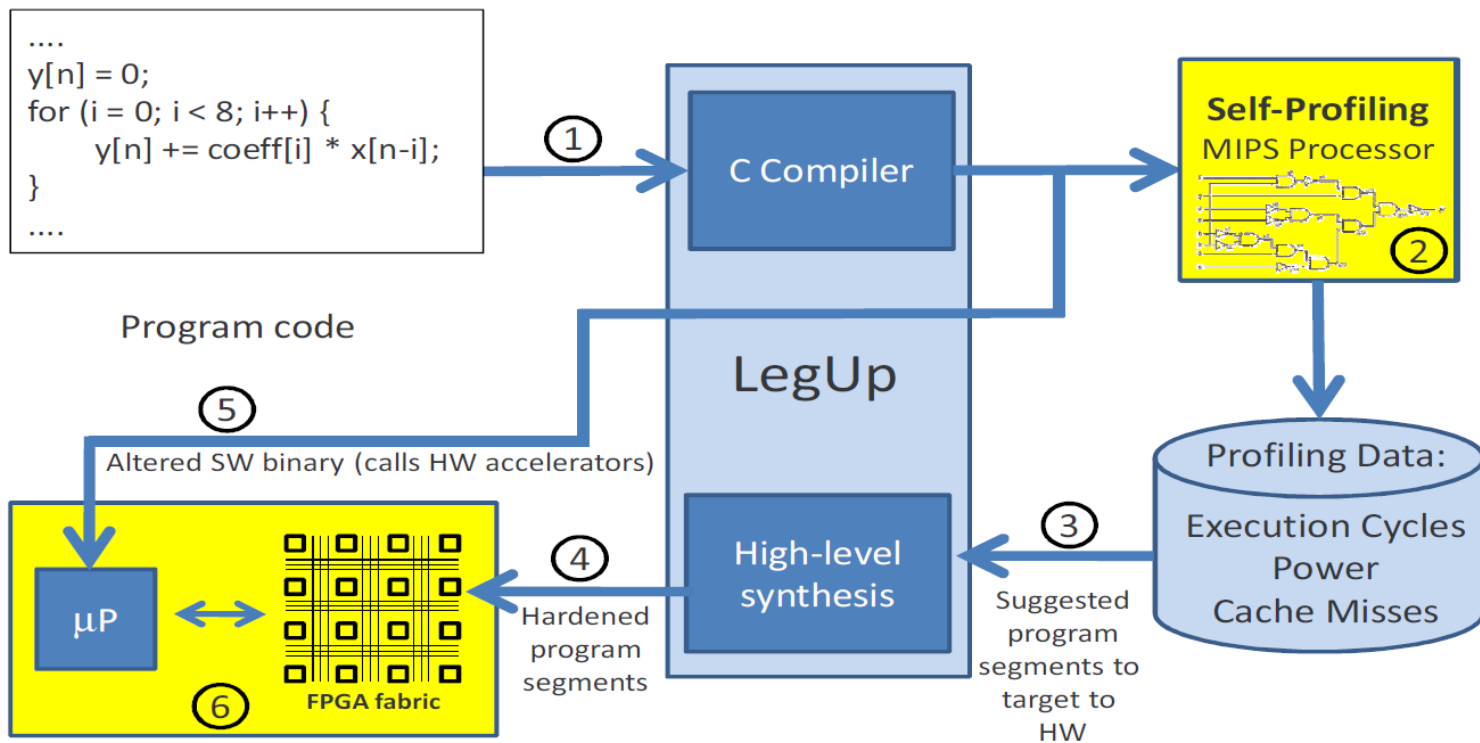 ....
y[n] = 0;
for (i = 0; i < 8; i++) {
y[n] += coeff[i] * x[n-i];
}
....
Program code
1
C Compiler
Self-Profiling
MIPS Processor
2
LegUp
5
Altered SW binary (calls HW accelerators)
Profiling Data:
Execution Cycles
Power
Cache Misses
3
Suggested
program
segments to
target to
HW
High-level
synthesis
4
Hardened
program
segments
µP
FPGA fabric
6